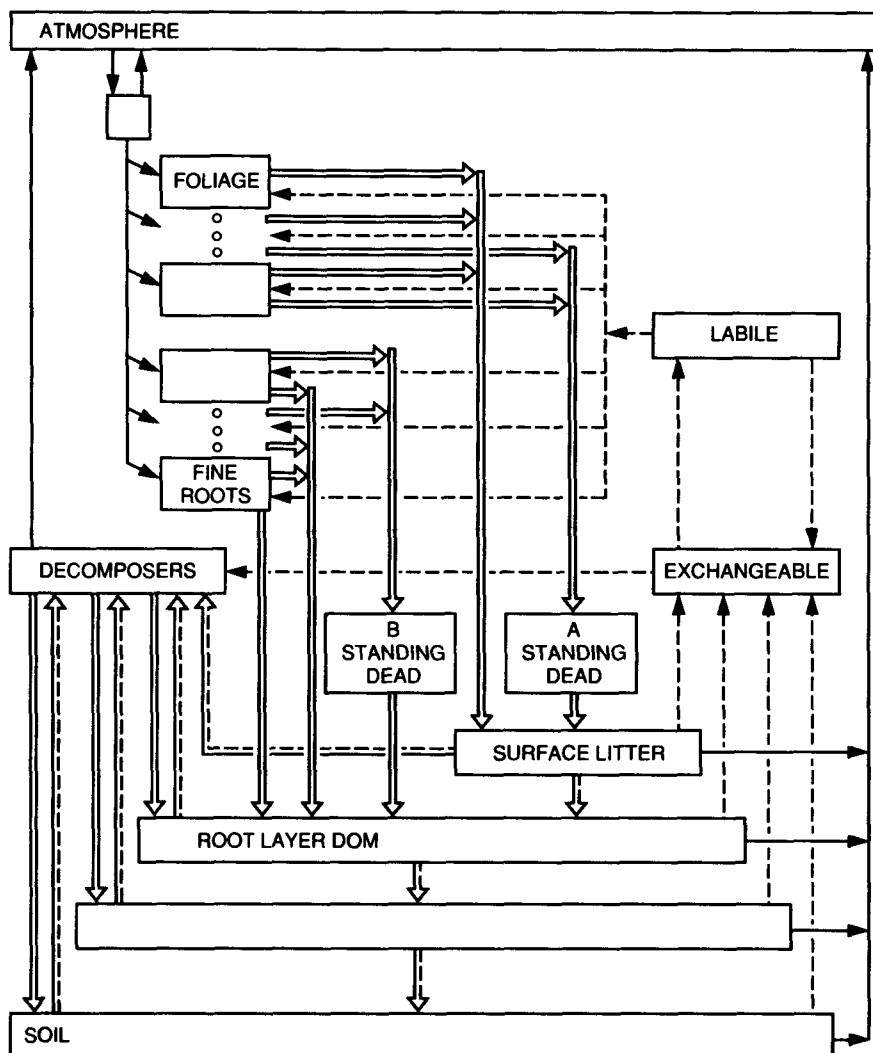 ATMOSPHERE
FOLIAGE
LABILE
FINE
ROOTS
DECOMPOSERS
EXCHANGEABLE
B
STANDING
DEAD
A
STANDING
DEAD
SURFACE LITTER
ROOT LAYER DOM
SOIL